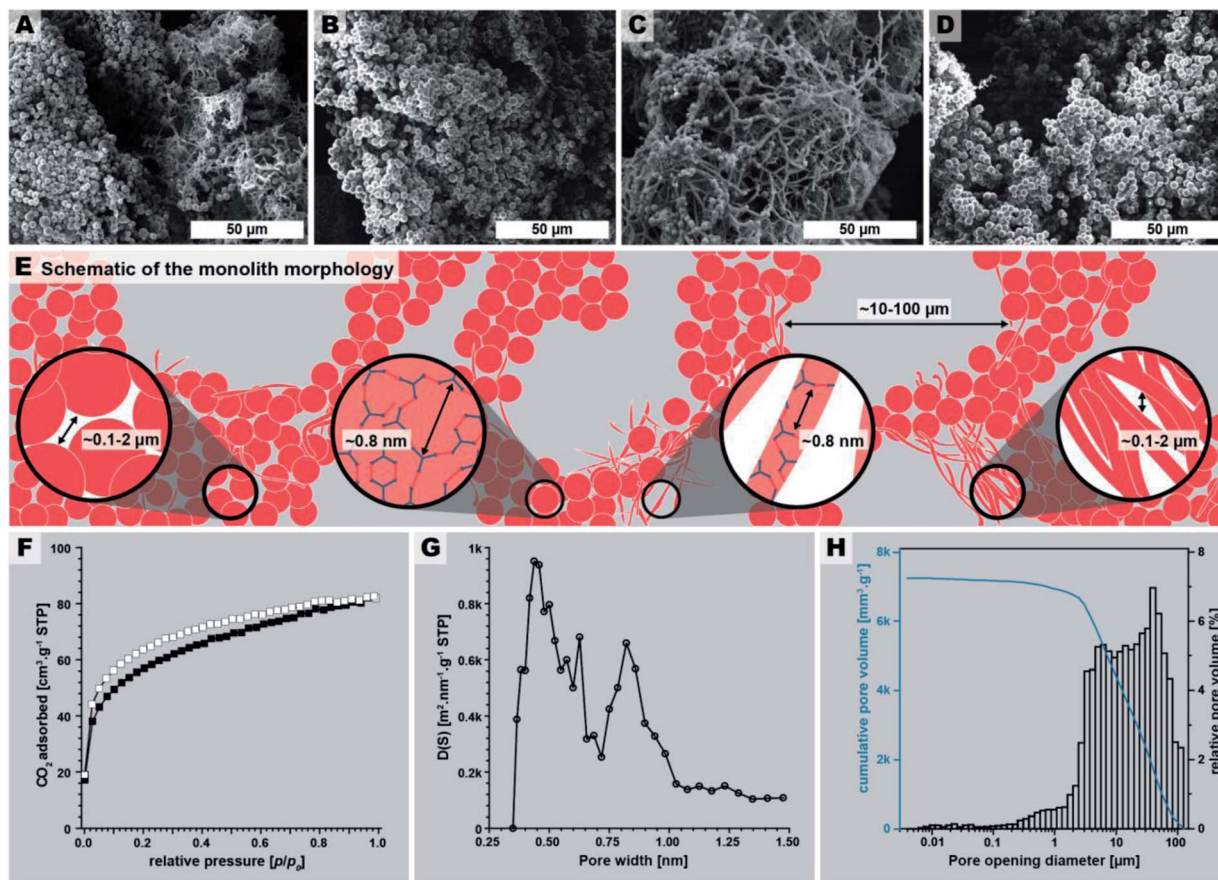 A
B
C
D
50 µm
50 µm
50 µm
50 µm
E Schematic of the monolith morphology
~10-100 µm
~0.1-2 µm
~0.8 nm
~0.8 nm
~0.1-2 µm
F
100
80
60
40
20
0
CO2 adsorbed [cm³.g⁻¹ STP]
0.0 0.2 0.4 0.6 0.8 1.0
relative pressure [p/p0]
G
1k
0.8k
0.6k
0.4k
0.2k
0
D(S) [m².nm⁻¹.g⁻¹ STP]
0.25 0.50 0.75 1.00 1.25 1.50
Pore width [nm]
H
8k
6k
4k
2k
0
cumulative pore volume [mm³.g⁻¹]
8
6
4
2
0
relative pore volume [%]
0.01 0.1 1 10 100
Pore opening diameter [µm]